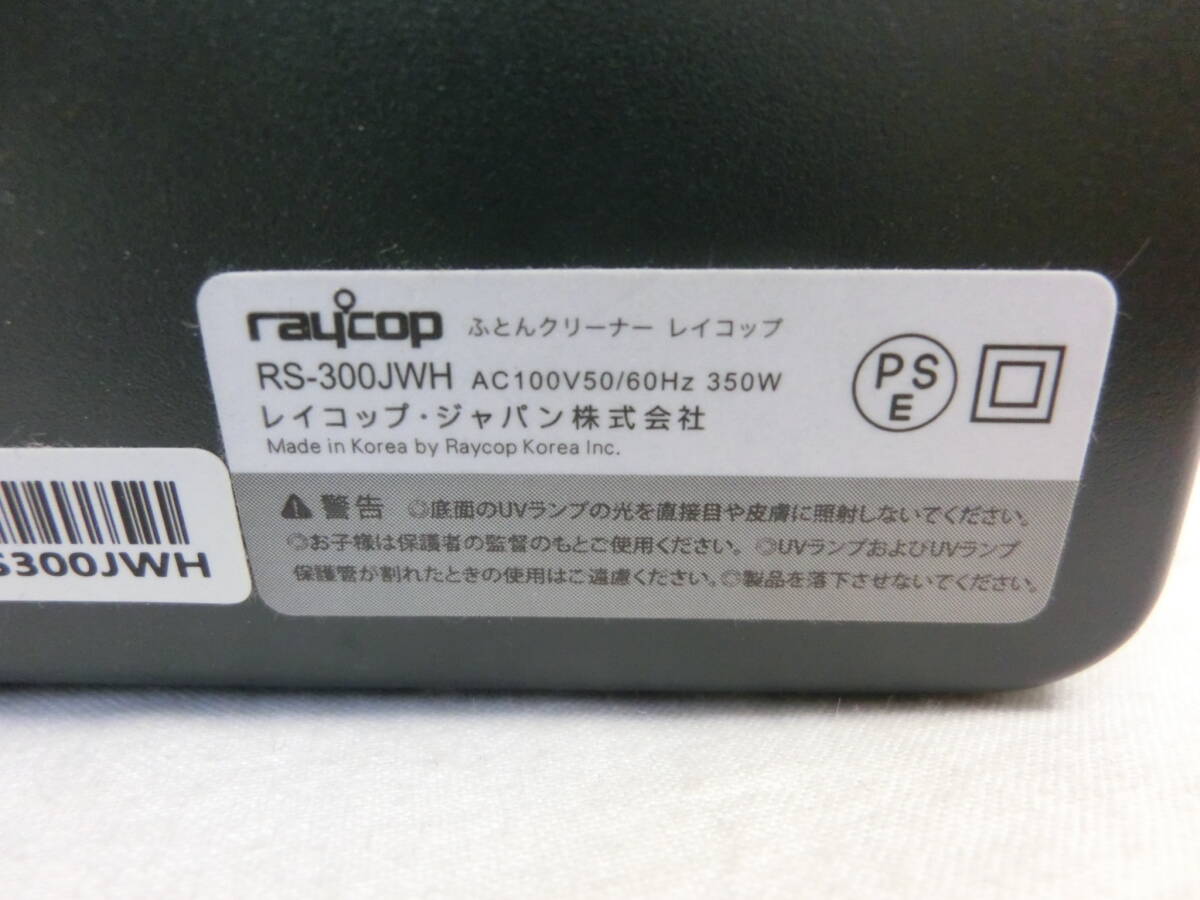 raycop ふとんクリーナー レイコップ
RS-300JWH AC100V50/60Hz 350W
レイコップ・ジャパン株式会社
Made in Korea by Raycop Korea Inc.
PS
E
警告 ◎底面のUVランプの光を直接目や皮膚に照射しないでください。
◎お子様は保護者の監督のもとご使用ください。◎UVランプおよびUVランプ
保護管が割れたときの使用はご遠慮ください。◎製品を落下させないでください。
S300JWH